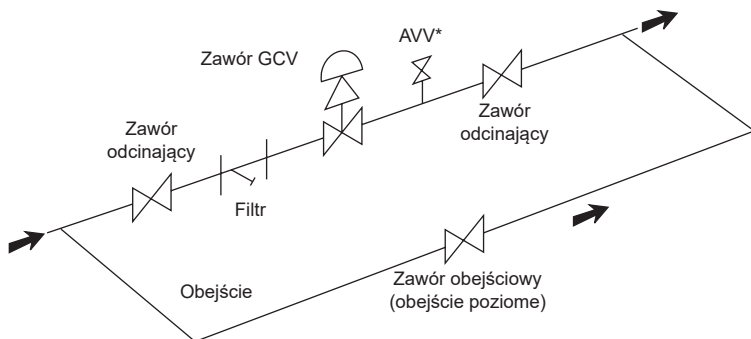 AVV*
Zawór GCV
Zawór
odcinający
Zawór
odcinający
Filtr
Obejście
Zawór obejściowy
(obejście poziome)